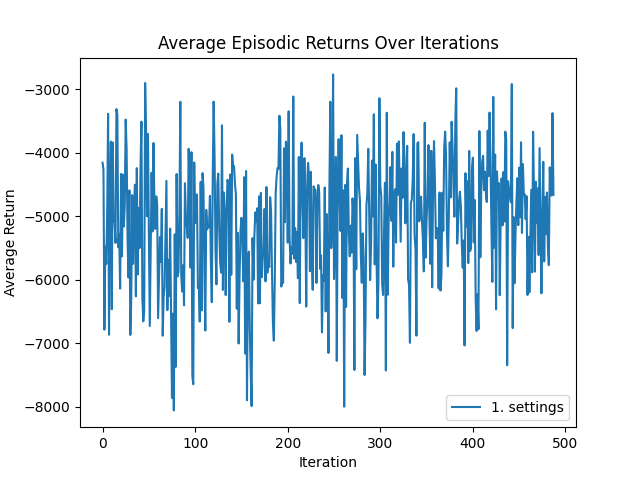 Average Episodic Returns Over Iterations
Average Return
−3000
−4000
−5000
−6000
−7000
−8000
0 100 200 300 400 500
Iteration
1. settings